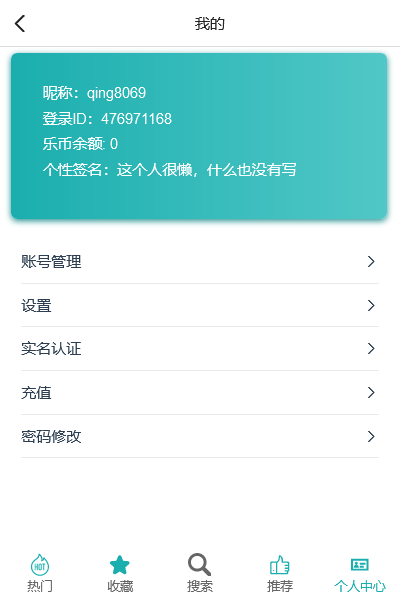 我的
昵称：qing8069
登录ID：476971168
乐币余额: 0
个性签名：这个人很懒，什么也没有写
账号管理
设置
实名认证
充值
密码修改
HOT
热门
收藏
搜索
推荐
个人中心